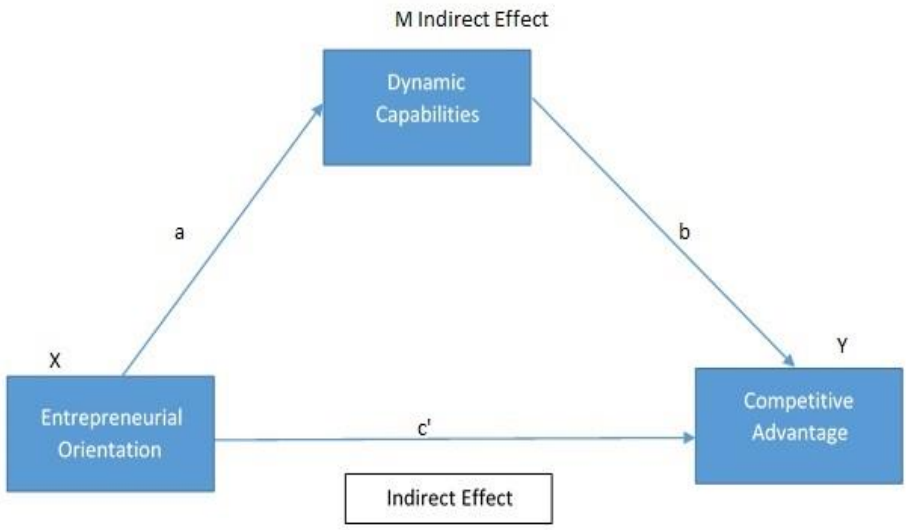 M Indirect Effect
Dynamic
Capabilities
a
b
X
Y
Entrepreneurial
Orientation
c'
Competitive
Advantage
Indirect Effect